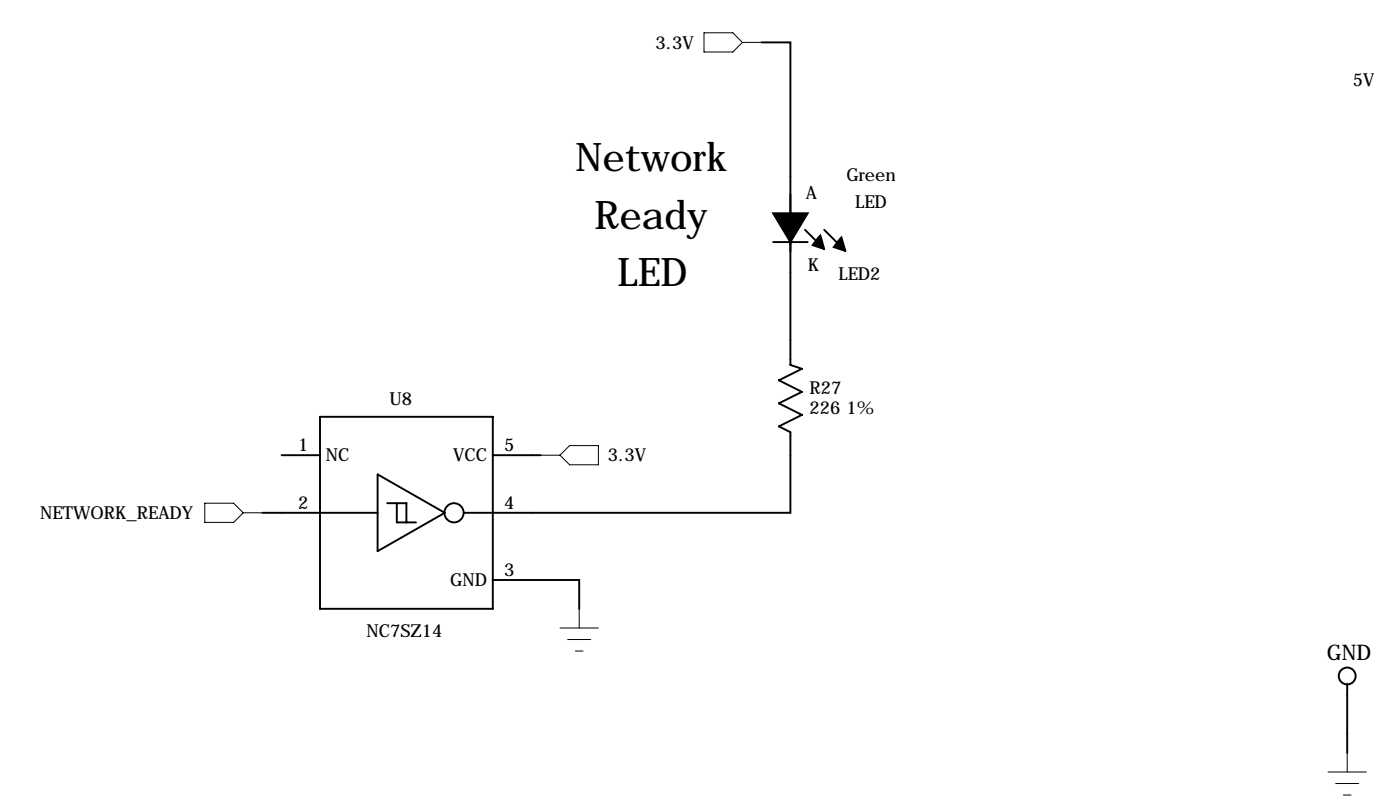 3.3V
5V
Network
Ready
LED
A
Green
LED
K
LED2
R27
226 1%
U8
1
NC
VCC
5
3.3V
NETWORK_READY
2
4
GND
3
NC7SZ14
GND